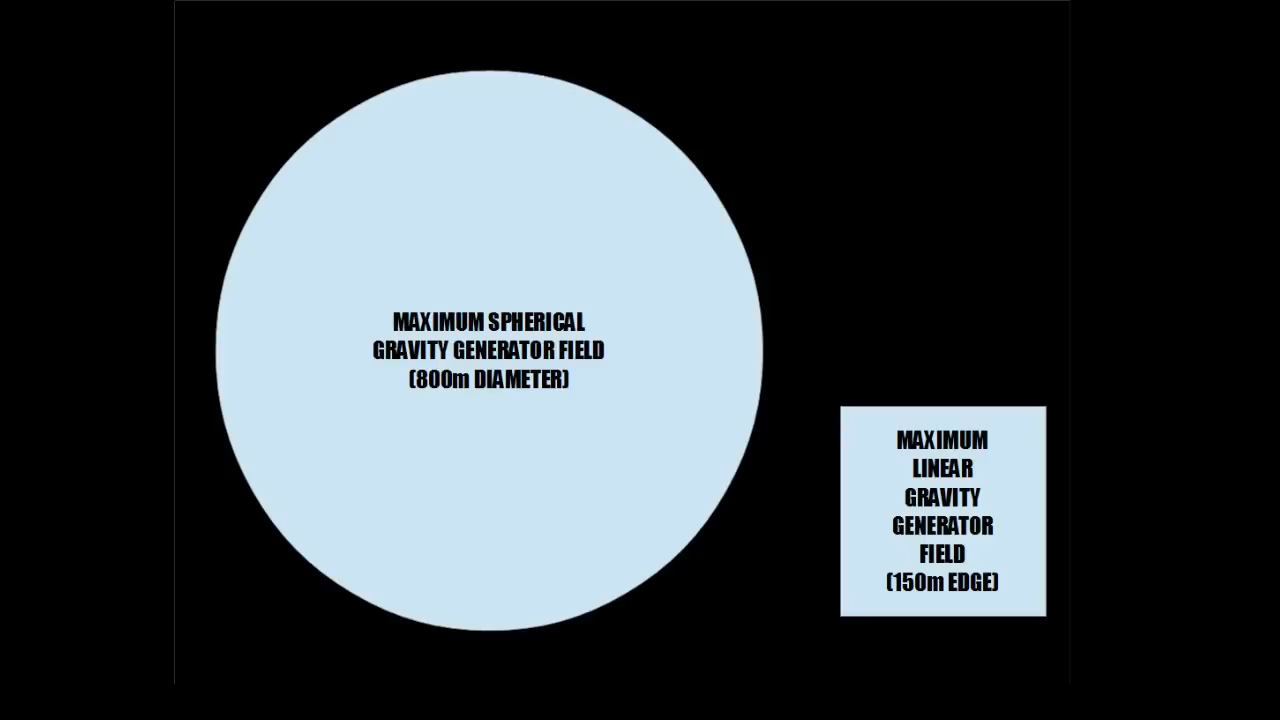 MAXIMUM SPHERICAL
GRAVITY GENERATOR FIELD
(800m DIAMETER)
MAXIMUM
LINEAR
GRAVITY
GENERATOR
FIELD
(150m EDGE)